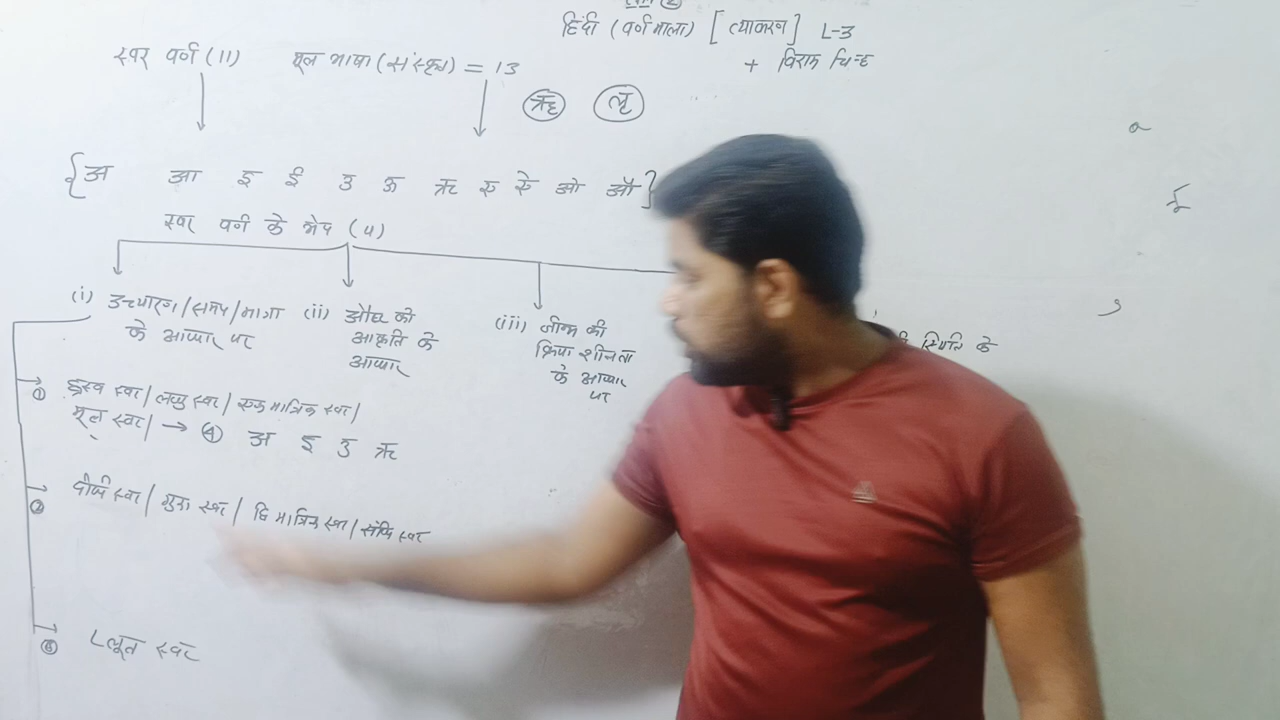 हिंदी (वर्णमाला) [व्याकरण] L-3
+ विराम चिन्ह
स्वर वर्ण (11) मूल भाषा (संस्कृत) = 13
ॠ ऌ
{अ आ इ ई उ ऊ ऋ ए ऐ ओ औ}
स्वर वर्ण के भेद (4)
(i) उच्चारण/समय/मात्रा
के आधार पर
(ii) औष्ठ की
आकृति के
आधार
(iii) जीभ की
क्रिया शीलता
के आधार
पर
स्थिति के
① ह्रस्व स्वर/लघु स्वर/एक मात्रिक स्वर/
मूल स्वर/ → ④ अ इ उ ऋ
② दीर्घ स्वर/गुरु स्वर/द्वि मात्रिक स्वर/संधि स्वर
③ प्लूत स्वर